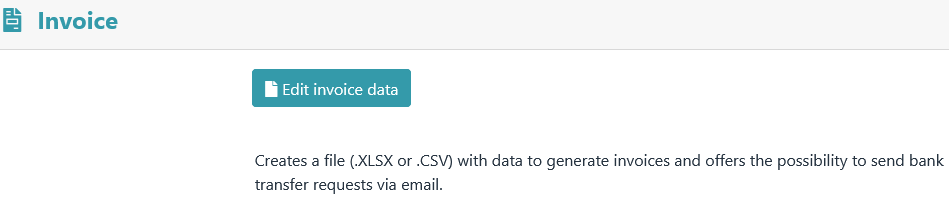 Invoice
Edit invoice data
Creates a file (.XLSX or .CSV) with data to generate invoices and offers the possibility to send bank
transfer requests via email.